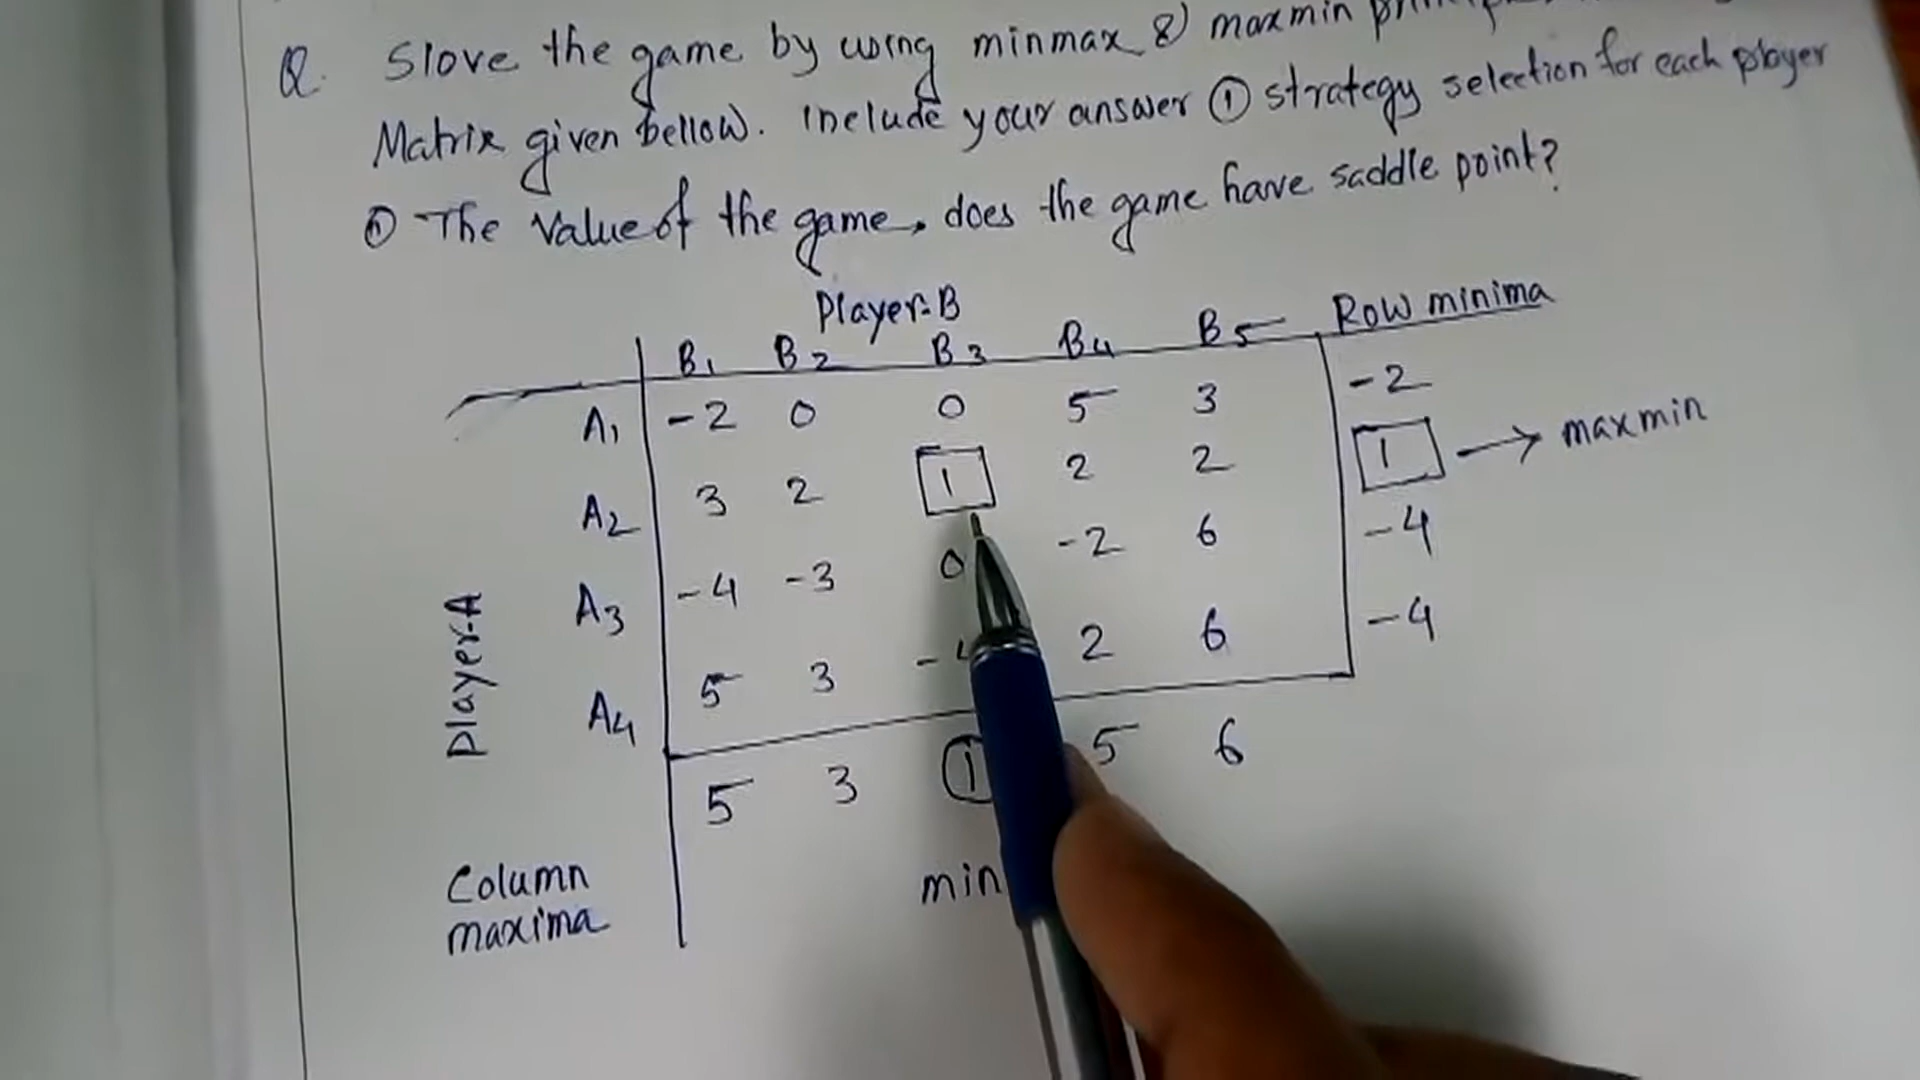 Q. Slove the game by using minmax & maxmin
Matrix given bellow. Include your answer ① strategy selection for each player
② The Value of the game, does the game have saddle point?
Player-B
B1 B2 B3 B4 B5 Row minima
A1 -2 0 0 5 3 -2
A2 3 2 1 2 2 1 → maxmin
A3 -4 -3 0 -2 6 -4
Player-A
A4 5 3 -4 2 6 -4
5 3 1 5 6
Column
maxima